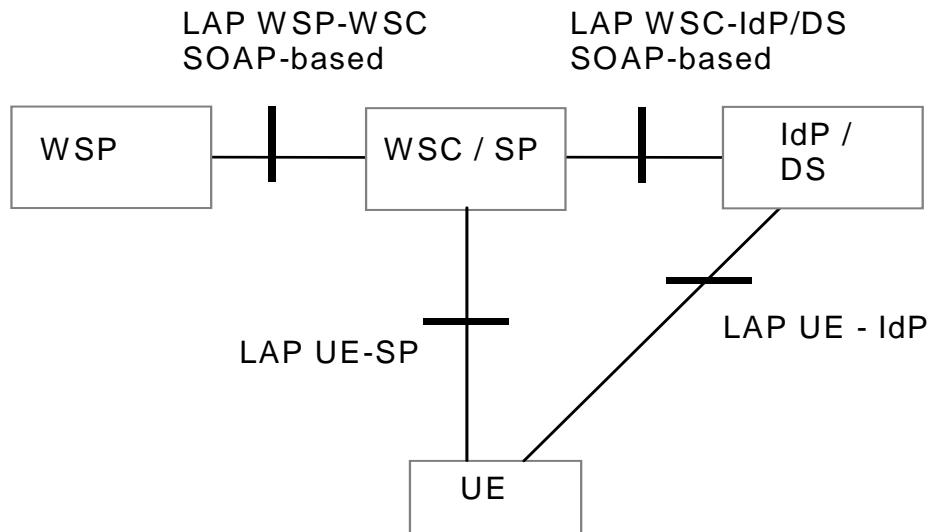 LAP WSP-WSC
SOAP-based
LAP WSC-IdP/DS
SOAP-based
WSP
WSC / SP
IdP /
DS
LAP UE-SP
LAP UE - IdP
UE